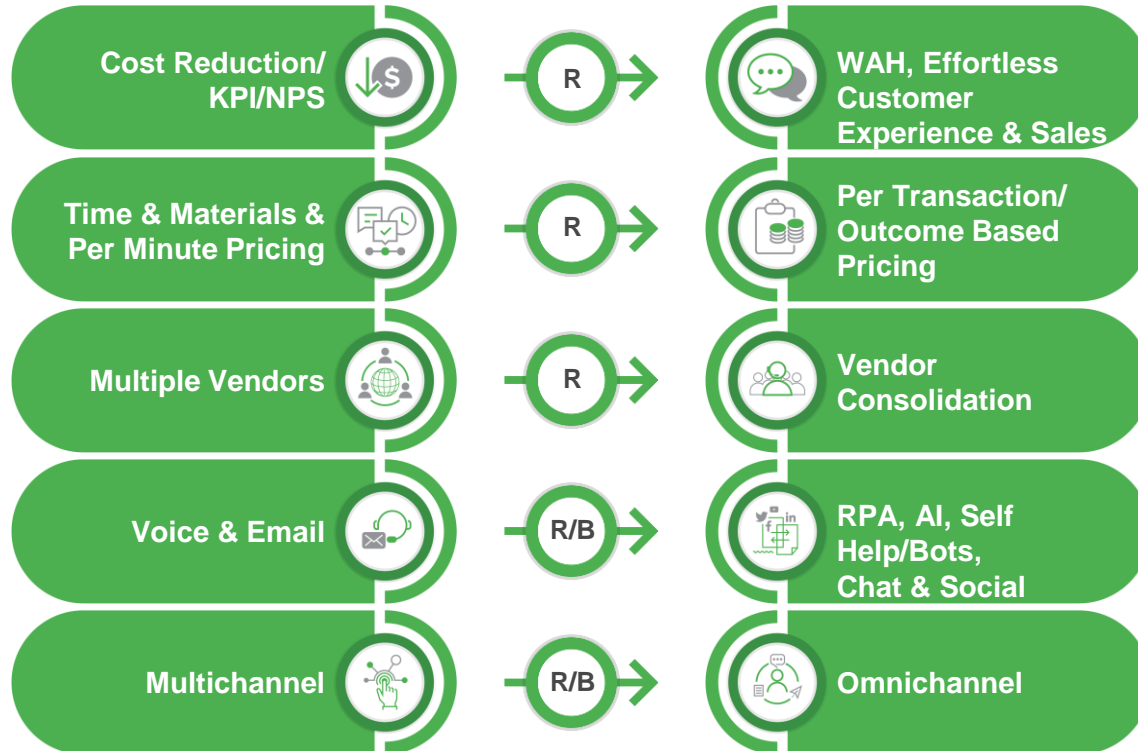 Cost Reduction/
KPI/NPS
R
WAH, Effortless
Customer
Experience & Sales
Time & Materials &
Per Minute Pricing
R
Per Transaction/
Outcome Based
Pricing
Multiple Vendors
R
Vendor
Consolidation
Voice & Email
R/B
RPA, AI, Self
Help/Bots,
Chat & Social
Multichannel
R/B
Omnichannel